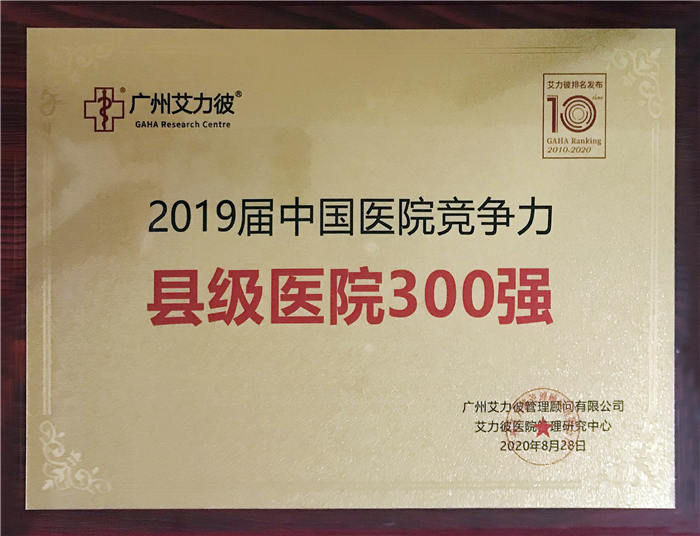 广州艾力彼®
GAHA Research Centre
艾力彼排名发布
10
GAHA Ranking
2010-2020
2019届中国医院竞争力
县级医院300强
广州艾力彼管理顾问有限公司
艾力彼医院管理研究中心
2020年8月28日